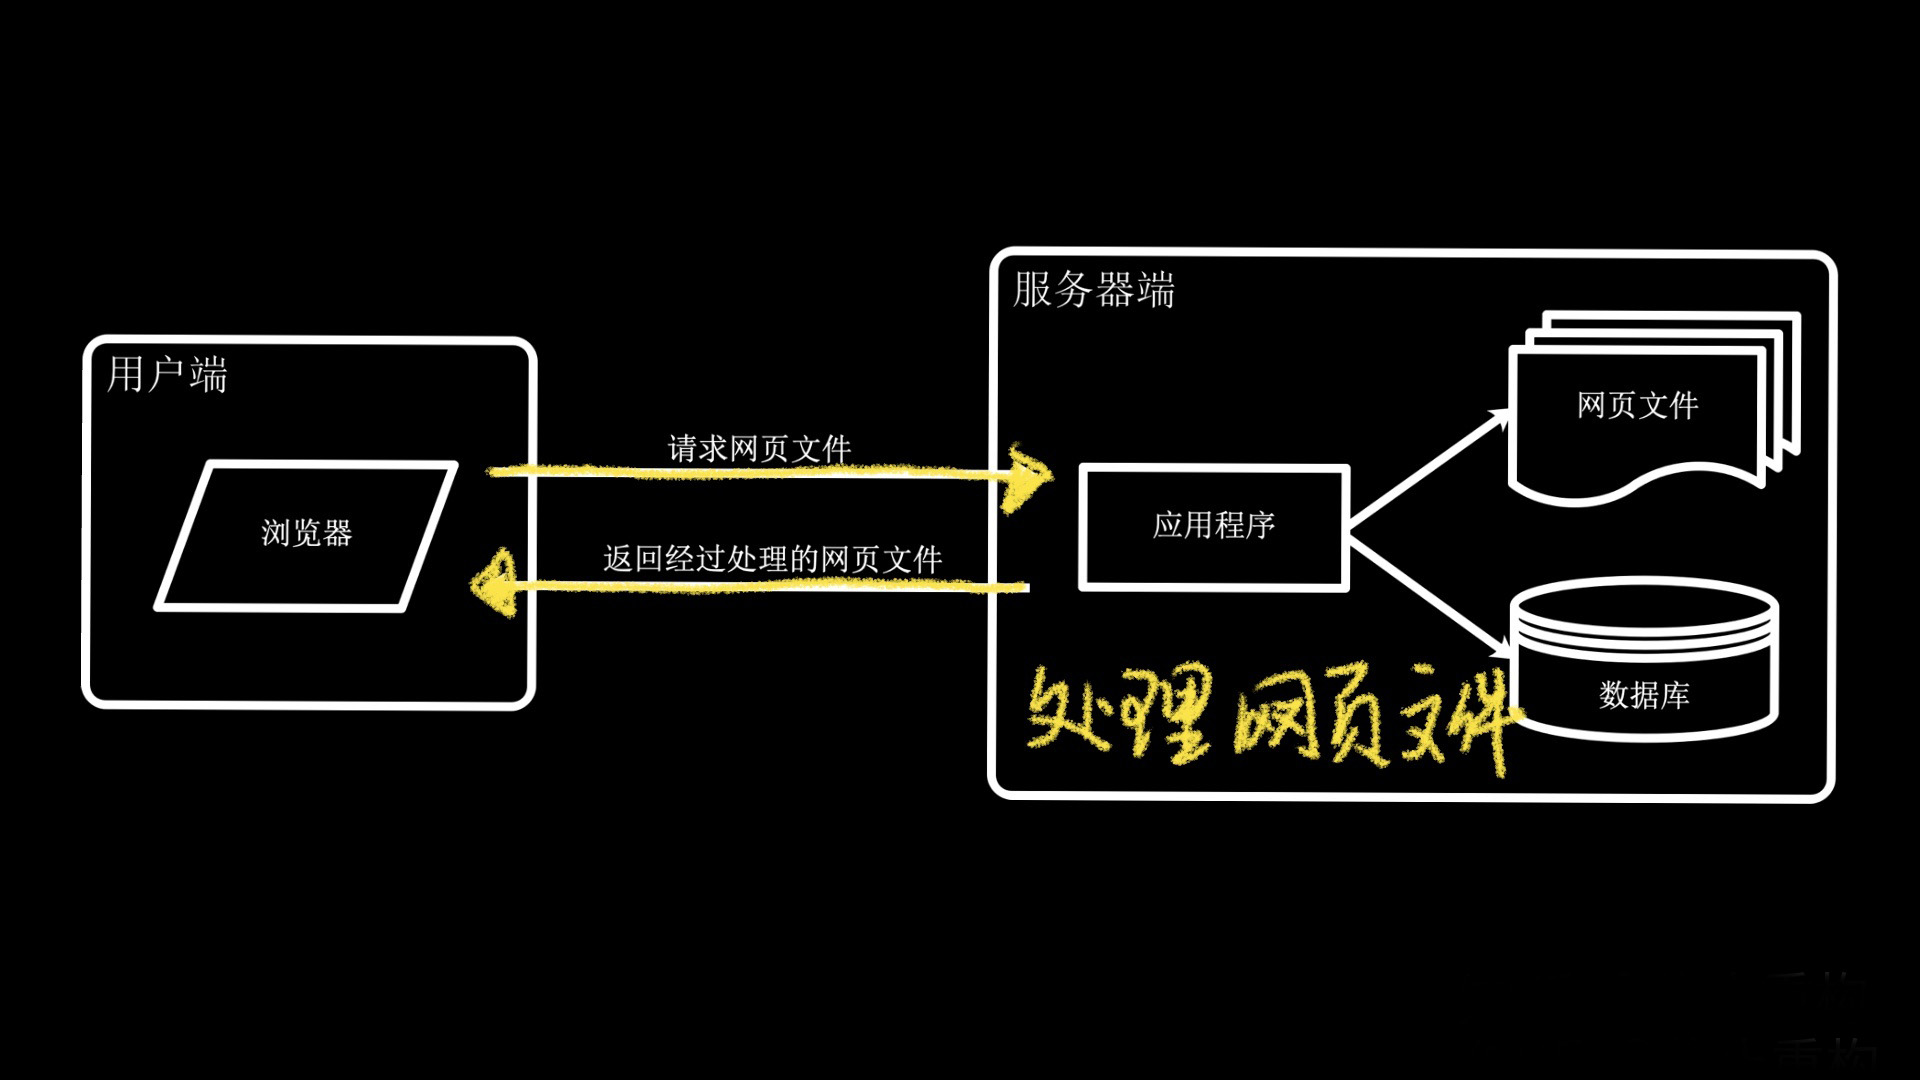 服务器端
用户端
网页文件
请求网页文件
应用程序
浏览器
返回经过处理的网页文件
数据库
处理网页文件